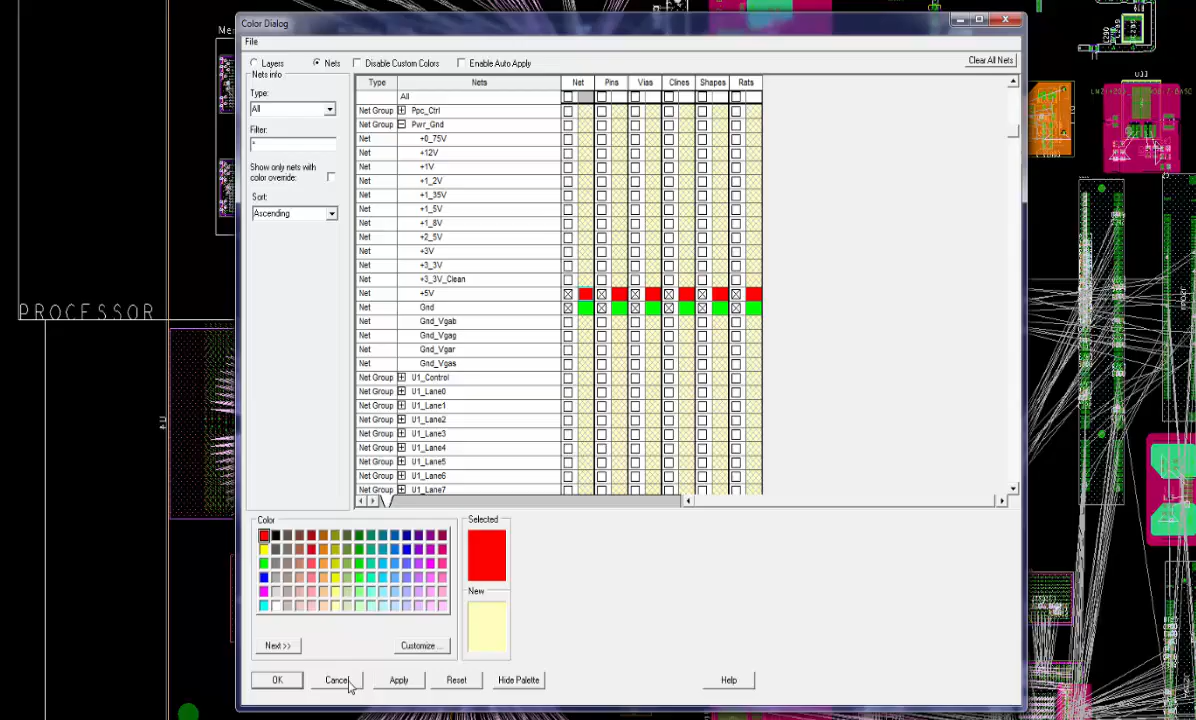 Color Dialog
File
Layers
Nets
Disable Custom Colors
Enable Auto Apply
Clear All Nets
Nets info
Type:
All
Filter:
*
Show only nets with
color override:
Sort:
Ascending
Type Nets Net Pins Vias Clines Shapes Rats
All
Net Group Ppc_Ctrl
Net Group Pwr_Gnd
Net +0_75V
Net +12V
Net +1V
Net +1_2V
Net +1_35V
Net +1_5V
Net +1_8V
Net +2_5V
Net +3V
Net +3_3V
Net +3_3V_Clean
Net +5V
Net Gnd
Net Gnd_Vgab
Net Gnd_Vgag
Net Gnd_Vgar
Net Gnd_Vgas
Net Group U1_Control
Net Group U1_Lane0
Net Group U1_Lane1
Net Group U1_Lane2
Net Group U1_Lane3
Net Group U1_Lane4
Net Group U1_Lane5
Net Group U1_Lane6
Net Group U1_Lane7
Color
Selected
New
Next >>
Customize ...
OK
Cancel
Apply
Reset
Hide Palette
Help
PROCESSOR
Me
U4
U33